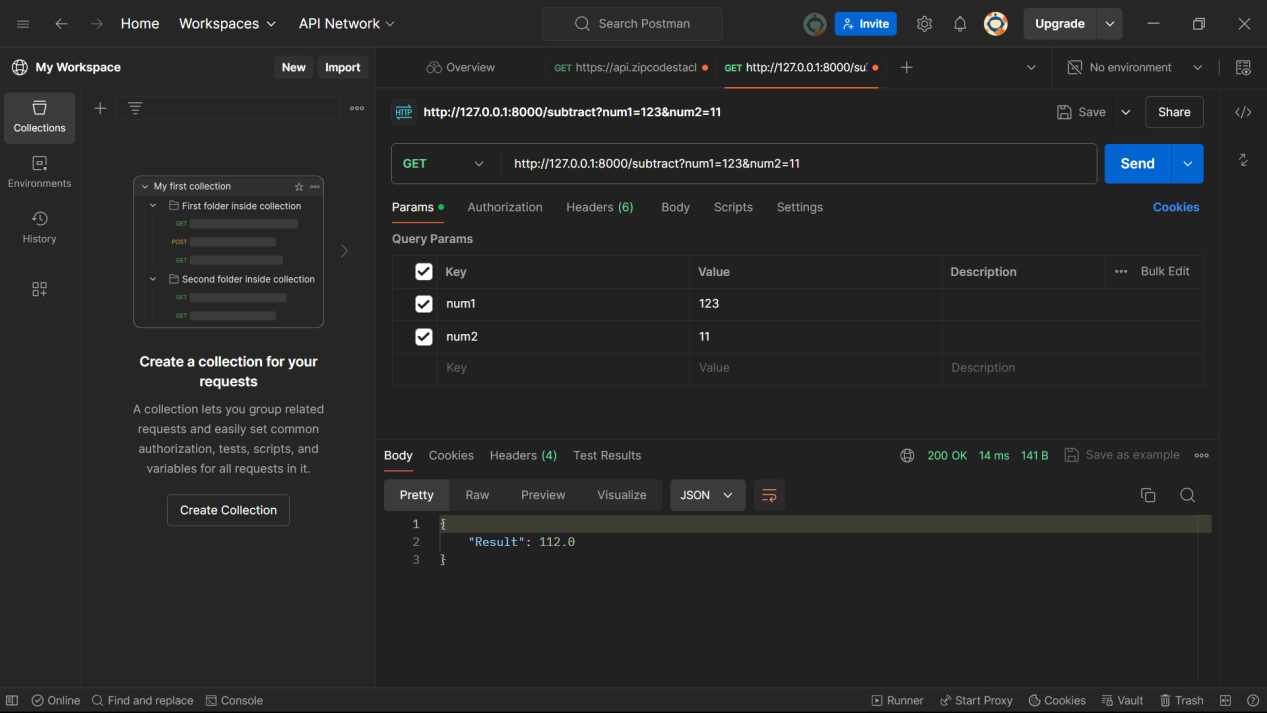 Home Workspaces API Network Search Postman Invite Upgrade
My Workspace New Import Overview GET https://api.zipcodestacl GET http://127.0.0.1:8000/su No environment
Collections
Environments
History
My first collection
First folder inside collection
GET
POST
GET
Second folder inside collection
GET
GET
Create a collection for your
requests
A collection lets you group related
requests and easily set common
authorization, tests, scripts, and
variables for all requests in it.
Create Collection
HTTP http://127.0.0.1:8000/subtract?num1=123&num2=11 Save Share
GET http://127.0.0.1:8000/subtract?num1=123&num2=11 Send
Params Authorization Headers (6) Body Scripts Settings Cookies
Query Params
Key Value Description Bulk Edit
num1 123
num2 11
Key Value Description
Body Cookies Headers (4) Test Results 200 OK 14 ms 141 B Save as example
Pretty Raw Preview Visualize JSON
1 {
2 "Result": 112.0
3 }
Online Find and replace Console Runner Start Proxy Cookies Vault Trash